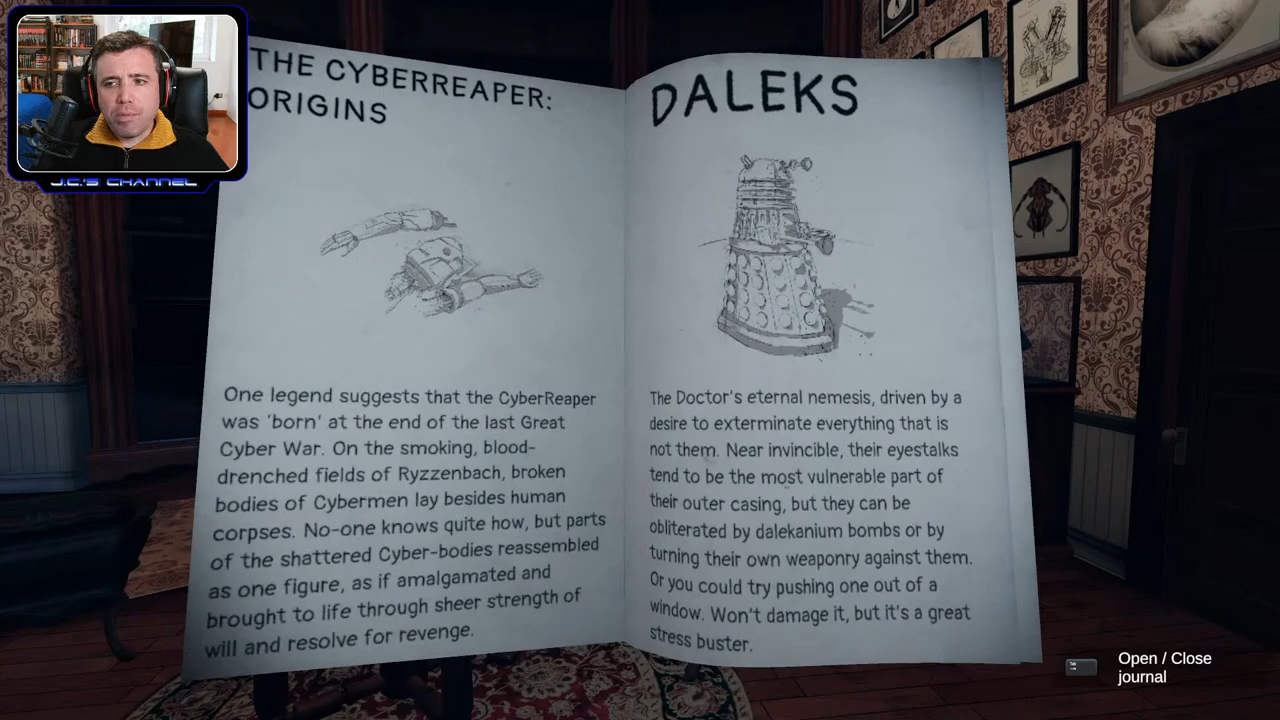 J.C.'S CHANNEL
THE CYBERREAPER:
ORIGINS
One legend suggests that the CyberReaper
was ‘born’ at the end of the last Great
Cyber War. On the smoking, blood-
drenched fields of Ryzzenbach, broken
bodies of Cybermen lay besides human
corpses. No-one knows quite how, but parts
of the shattered Cyber-bodies reassembled
as one figure, as if amalgamated and
brought to life through sheer strength of
will and resolve for revenge.
DALEKS
The Doctor's eternal nemesis, driven by a
desire to exterminate everything that is
not them. Near invincible, their eyestalks
tend to be the most vulnerable part of
their outer casing, but they can be
obliterated by dalekanium bombs or by
turning their own weaponry against them.
Or you could try pushing one out of a
window. Won't damage it, but it's a great
stress buster.
Tab
Open / Close
journal